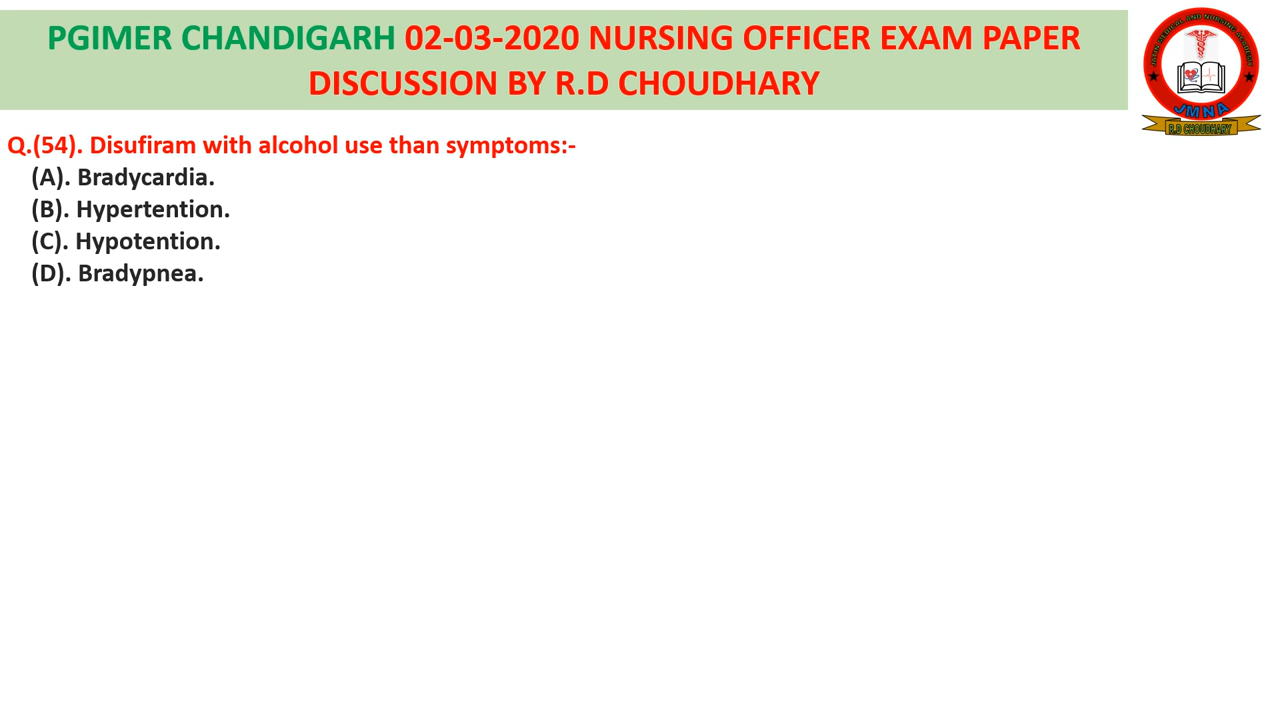 PGIMER CHANDIGARH 02-03-2020 NURSING OFFICER EXAM PAPER
DISCUSSION BY R.D CHOUDHARY
JMNA
R.D CHOUDHARY
Q.(54). Disufiram with alcohol use than symptoms:-
(A). Bradycardia.
(B). Hypertention.
(C). Hypotention.
(D). Bradypnea.